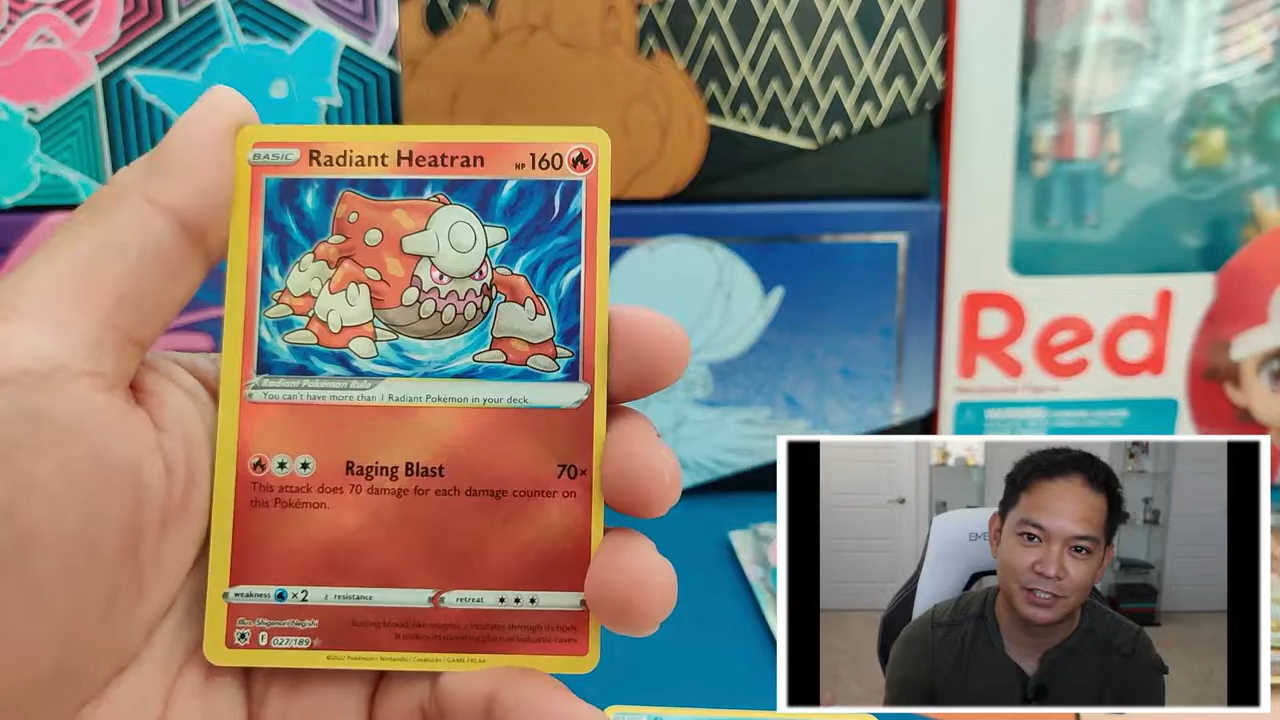 BASIC
Radiant Heatran
HP 160
Radiant Pokémon Rule
You can't have more than 1 Radiant Pokémon in your deck.
Raging Blast 70×
This attack does 70 damage for each damage counter on
this Pokémon.
weakness ×2 resistance retreat
Illus. Shigenori Negishi
F 027/189
Boiling blood, like magma, circulates through its body.
It makes its dwelling place in volcanic caves.
©2022 Pokémon / Nintendo / Creatures / GAME FREAK
Red
WARNING
EME